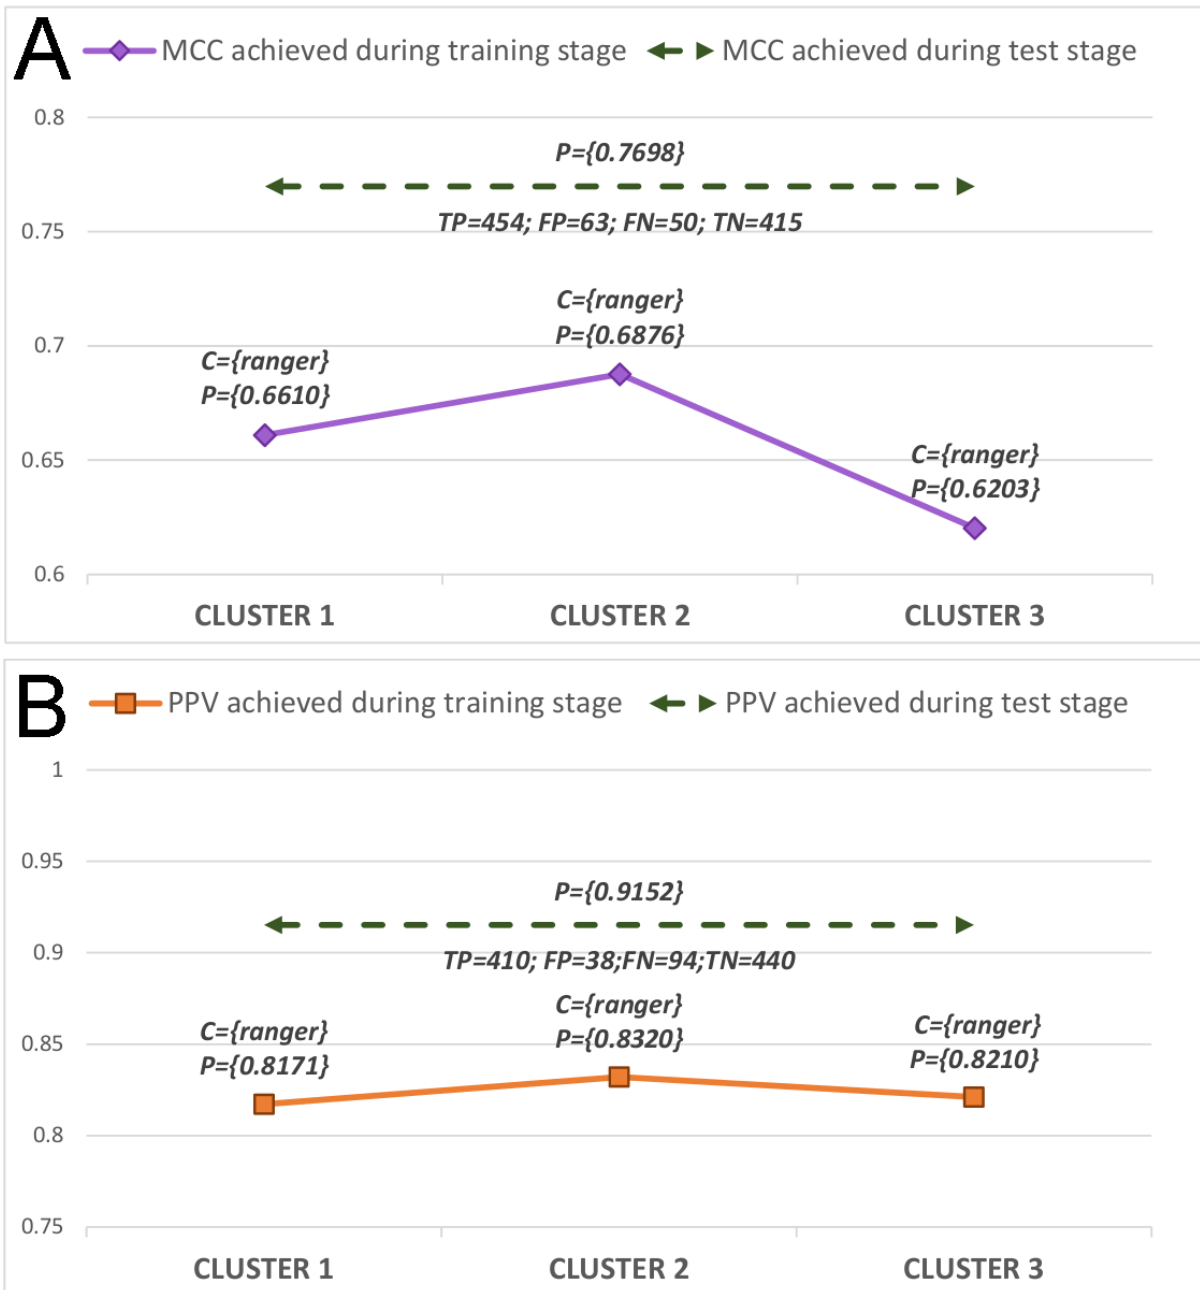 A
MCC achieved during training stage
MCC achieved during test stage
0.8
P={0.7698}
0.75
TP=454; FP=63; FN=50; TN=415
C={ranger}
P={0.6876}
0.7
C={ranger}
P={0.6610}
0.65
C={ranger}
P={0.6203}
0.6
CLUSTER 1
CLUSTER 2
CLUSTER 3
B
PPV achieved during training stage
PPV achieved during test stage
1
0.95
P={0.9152}
0.9
TP=410; FP=38;FN=94;TN=440
C={ranger}
P={0.8320}
C={ranger}
P={0.8171}
C={ranger}
P={0.8210}
0.85
0.8
0.75
CLUSTER 1
CLUSTER 2
CLUSTER 3